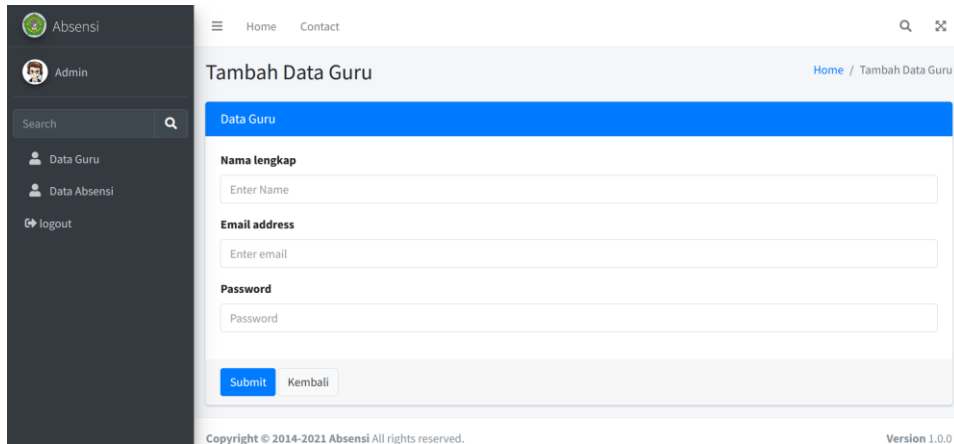 Absensi
Home Contact
Admin
Tambah Data Guru
Home / Tambah Data Guru
Search
Data Guru
Data Absensi
logout
Data Guru
Nama lengkap
Enter Name
Email address
Enter email
Password
Password
Submit Kembali
Copyright © 2014-2021 Absensi All rights reserved.
Version 1.0.0